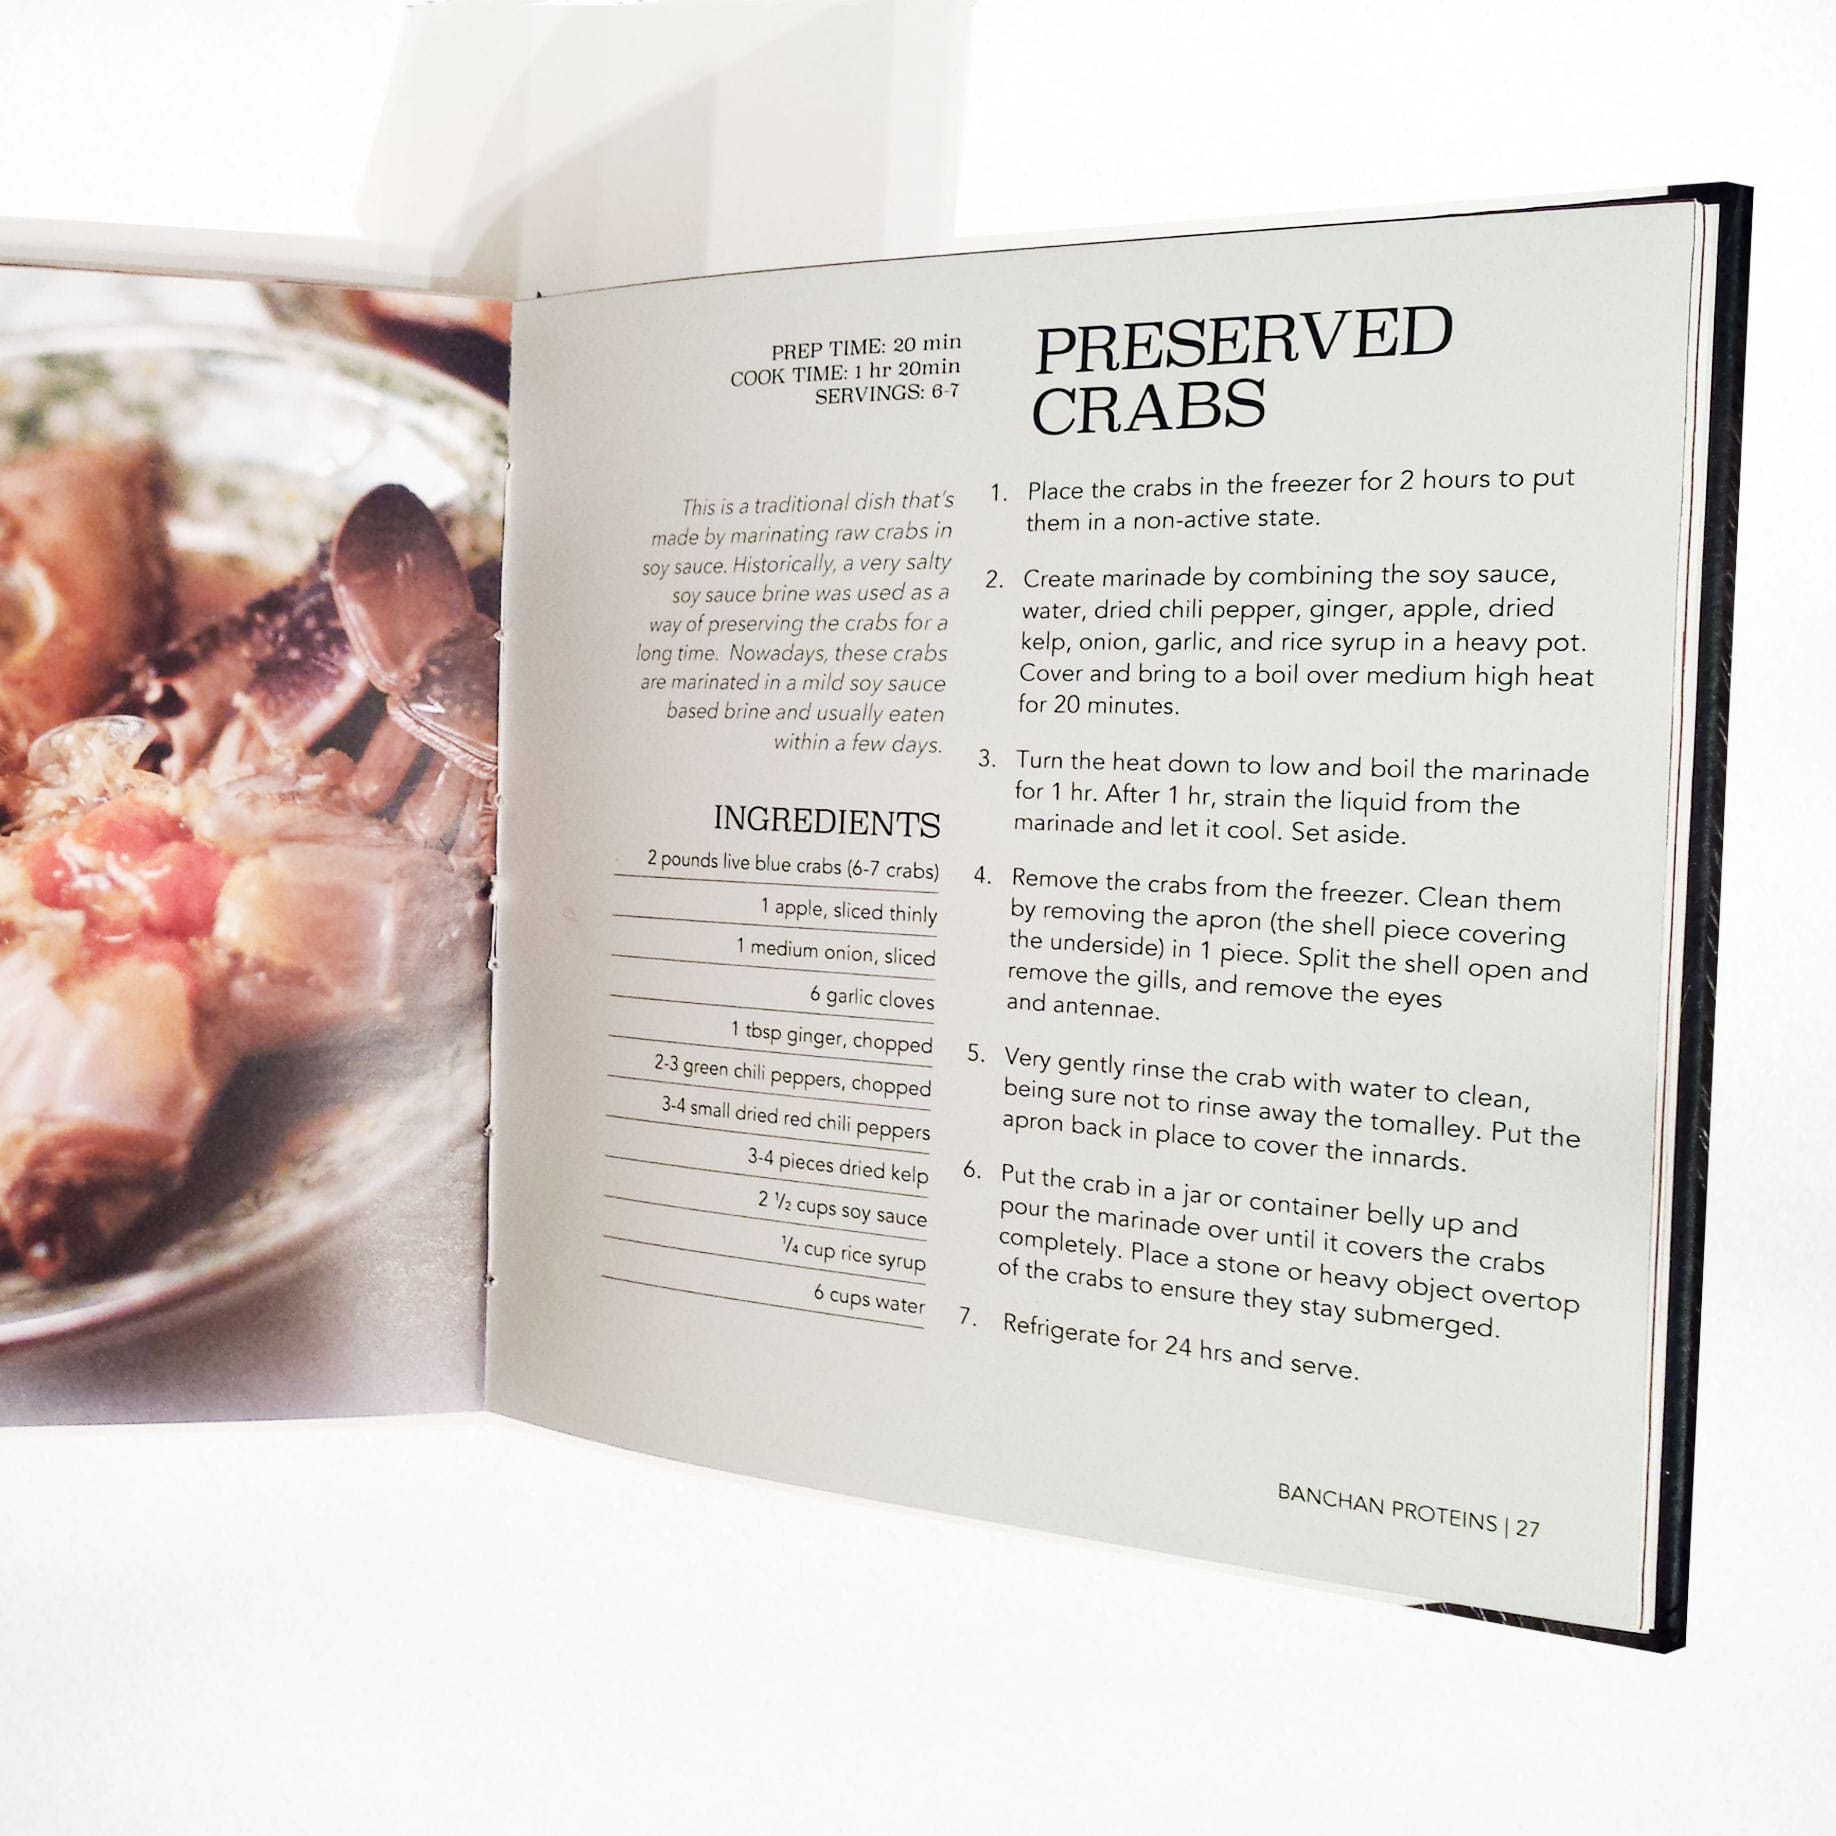 PREP TIME: 20 min
COOK TIME: 1 hr 20min
SERVINGS: 6-7
This is a traditional dish that's
made by marinating raw crabs in
soy sauce. Historically, a very salty
soy sauce brine was used as a
way of preserving the crabs for a
long time. Nowadays, these crabs
are marinated in a mild soy sauce
based brine and usually eaten
within a few days.
INGREDIENTS
2 pounds live blue crabs (6-7 crabs)
1 apple, sliced thinly
1 medium onion, sliced
6 garlic cloves
1 tbsp ginger, chopped
2-3 green chili peppers, chopped
3-4 small dried red chili peppers
3-4 pieces dried kelp
2 ½ cups soy sauce
¼ cup rice syrup
6 cups water
PRESERVED
CRABS
1. Place the crabs in the freezer for 2 hours to put
them in a non-active state.
2. Create marinade by combining the soy sauce,
water, dried chili pepper, ginger, apple, dried
kelp, onion, garlic, and rice syrup in a heavy pot.
Cover and bring to a boil over medium high heat
for 20 minutes.
3. Turn the heat down to low and boil the marinade
for 1 hr. After 1 hr, strain the liquid from the
marinade and let it cool. Set aside.
4. Remove the crabs from the freezer. Clean them
by removing the apron (the shell piece covering
the underside) in 1 piece. Split the shell open and
remove the gills, and remove the eyes
and antennae.
5. Very gently rinse the crab with water to clean,
being sure not to rinse away the tomalley. Put the
apron back in place to cover the innards.
6. Put the crab in a jar or container belly up and
pour the marinade over until it covers the crabs
completely. Place a stone or heavy object overtop
of the crabs to ensure they stay submerged.
7. Refrigerate for 24 hrs and serve.
BANCHAN PROTEINS | 27